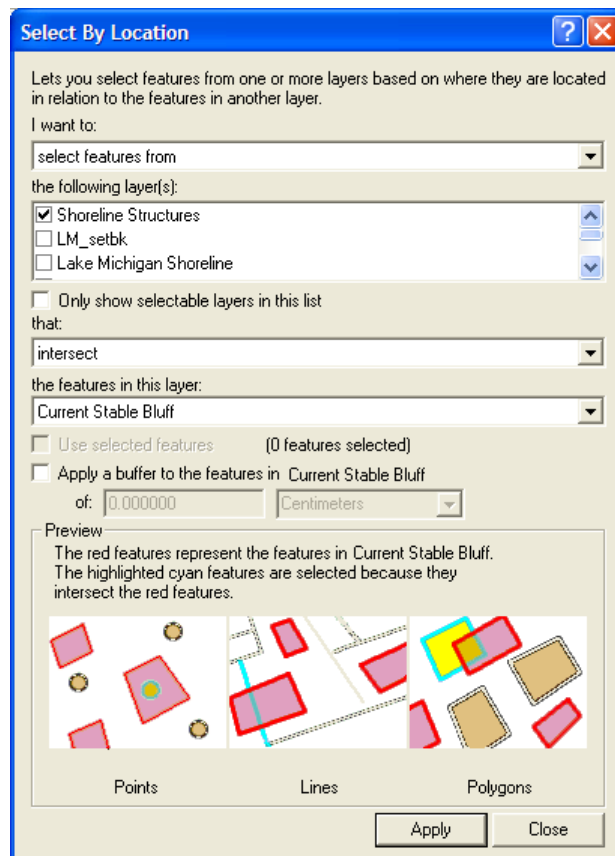 Select By Location
Lets you select features from one or more layers based on where they are located
in relation to the features in another layer.
I want to:
select features from
the following layer(s):
Shoreline Structures
LM_setbk
Lake Michigan Shoreline
Only show selectable layers in this list
that:
intersect
the features in this layer:
Current Stable Bluff
Use selected features (0 features selected)
Apply a buffer to the features in Current Stable Bluff
of: 0.000000 Centimeters
Preview
The red features represent the features in Current Stable Bluff.
The highlighted cyan features are selected because they
intersect the red features.
Points Lines Polygons
Apply Close